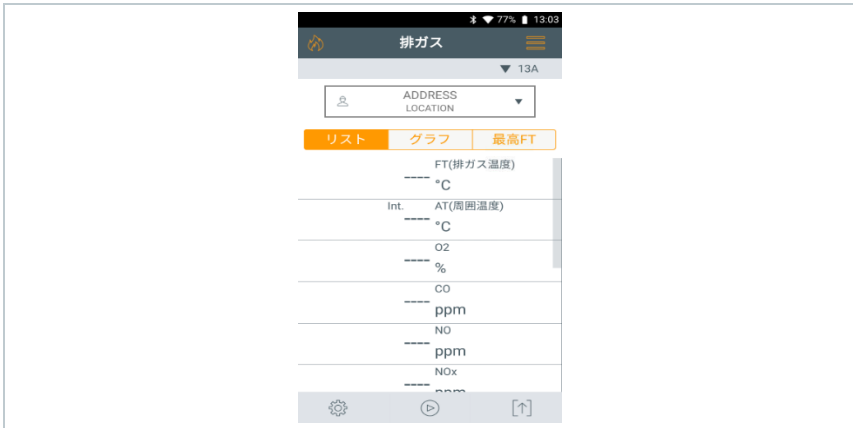 77% 13:03
排ガス
▼ 13A
ADDRESS
LOCATION
リスト グラフ 最高FT
FT(排ガス温度)
---- °C
Int. AT(周囲温度)
---- °C
O2
---- %
CO
---- ppm
NO
---- ppm
NOx
---- ppm